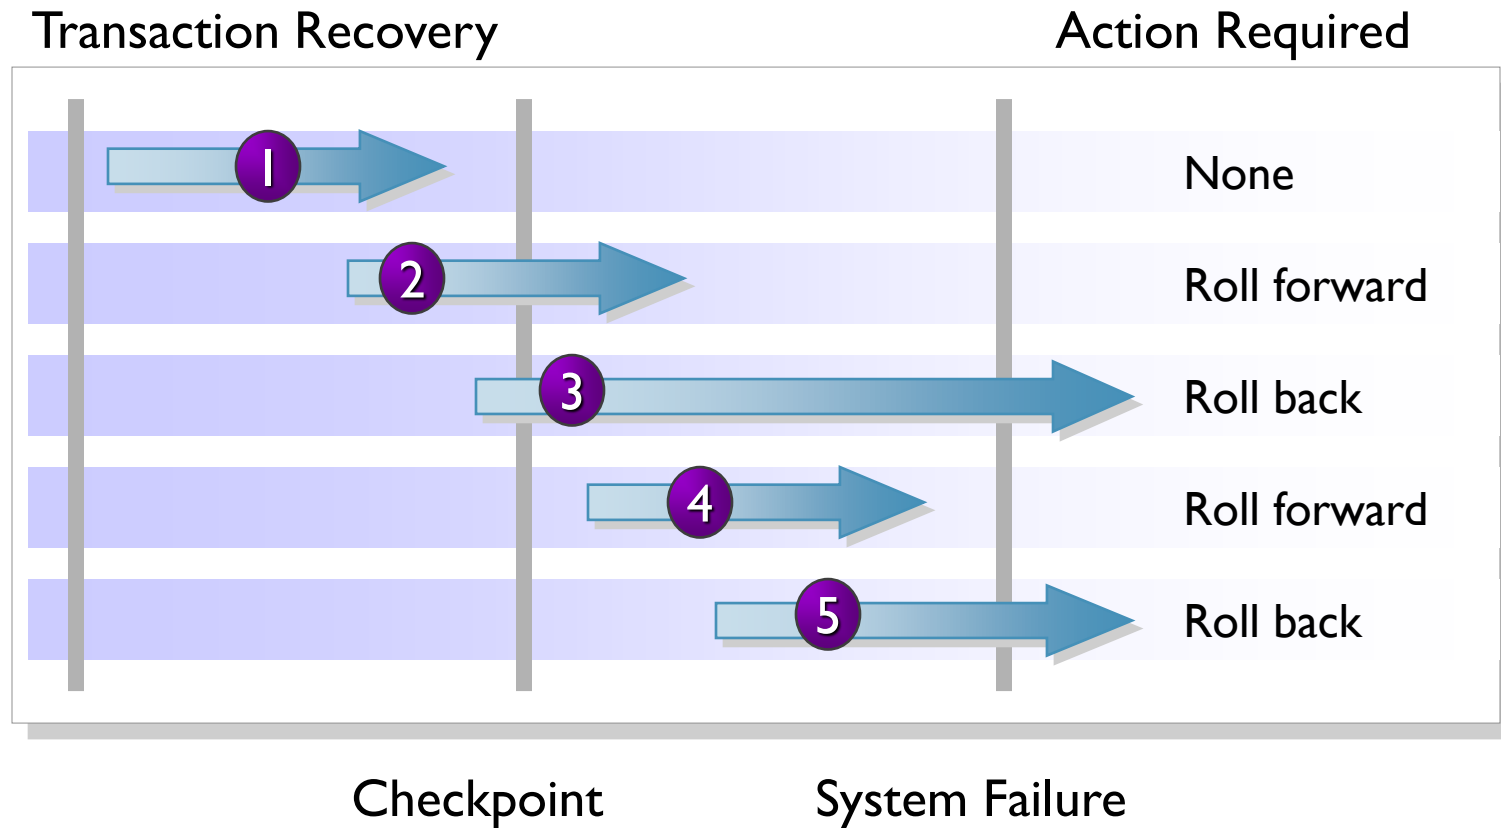 Transaction Recovery
Action Required
1
None
2
Roll forward
3
Roll back
4
Roll forward
5
Roll back
Checkpoint
System Failure